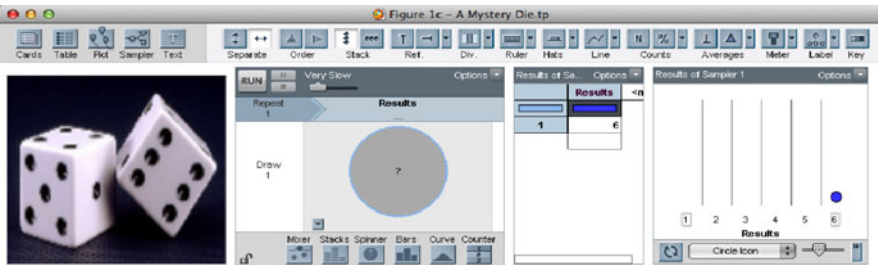 Figure 1c – A Mystery Die.tp
Cards Table Plot Sampler Text
Separate Order Stack Ref. Div. Ruler Hats Line Counts Averages Meter Label Key
RUN Very Slow Options
Repeat
1
Results
Draw
1
?
Mixer Stacks Spinner Bars Curve Counter
Results of Sa... Options
Results <n
1 6
Results of Sampler 1 Options
1 2 3 4 5 6
Results
Circle Icon